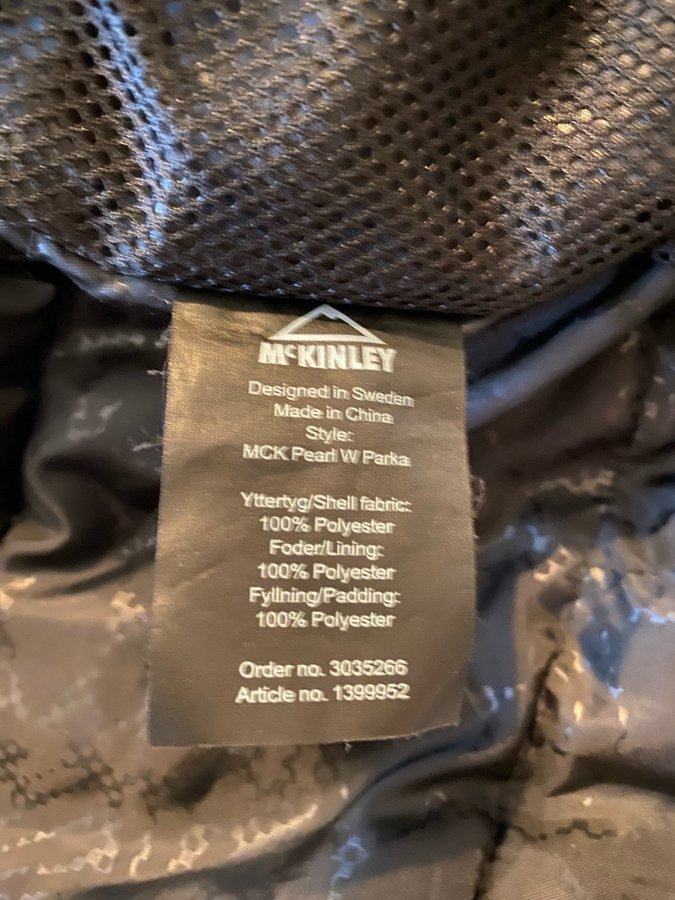 McKINLEY
Designed in Sweden
Made in China
Style:
MCK Pearl W Parka
Yttertyg/Shell fabric:
100% Polyester
Foder/Lining:
100% Polyester
Fyllning/Padding:
100% Polyester
Order no. 3035266
Article no. 1399952